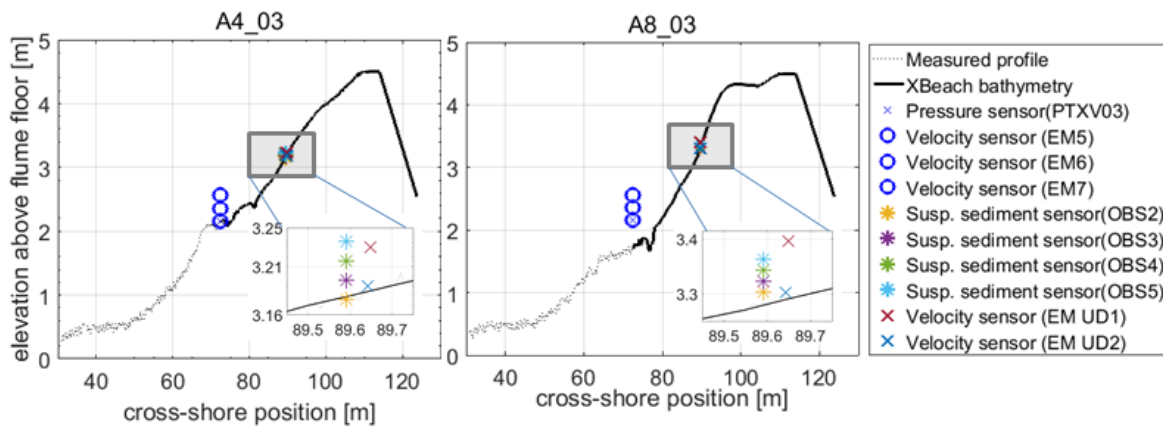 A4_03
A8_03
elevation above flume floor [m]
5
4
3
2
1
0
40
60
80
100
120
cross-shore position [m]
3.25
3.21
3.16
89.5
89.6
89.7
5
4
3
2
1
0
40
60
80
100
120
cross-shore position [m]
3.4
3.3
89.5
89.6
89.7
Measured profile
XBeach bathymetry
Pressure sensor(PTXV03)
Velocity sensor (EM5)
Velocity sensor (EM6)
Velocity sensor (EM7)
Susp. sediment sensor(OBS2)
Susp. sediment sensor(OBS3)
Susp. sediment sensor(OBS4)
Susp. sediment sensor(OBS5)
Velocity sensor (EM UD1)
Velocity sensor (EM UD2)